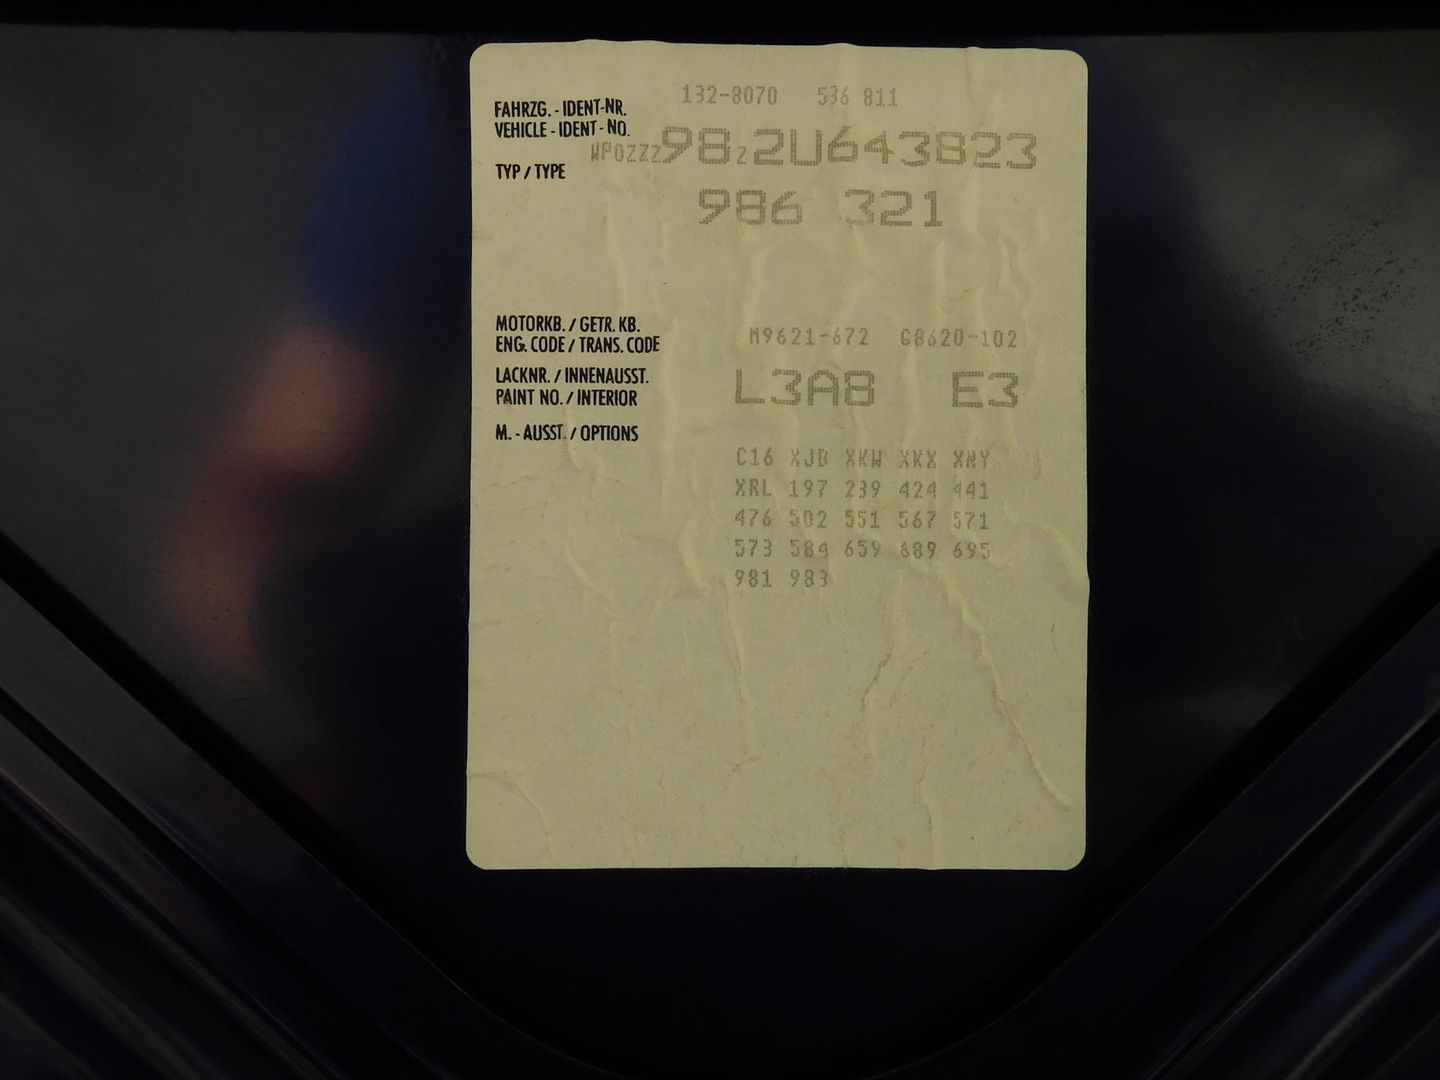 132-8070 536 811
FAHRZG. - IDENT-NR.
VEHICLE - IDENT - NO.
WP0ZZZ98Z2U643823
TYP / TYPE
986 321
MOTORKB. / GETR. KB.
ENG. CODE / TRANS. CODE
M9621-672 G8620-102
LACKNR. / INNENAUSST.
PAINT NO. / INTERIOR
L3A8 E3
M. - AUSST. / OPTIONS
C16 XJB XKW XKX XNY
XRL 197 239 424 441
476 502 551 567 571
573 584 659 689 695
981 983